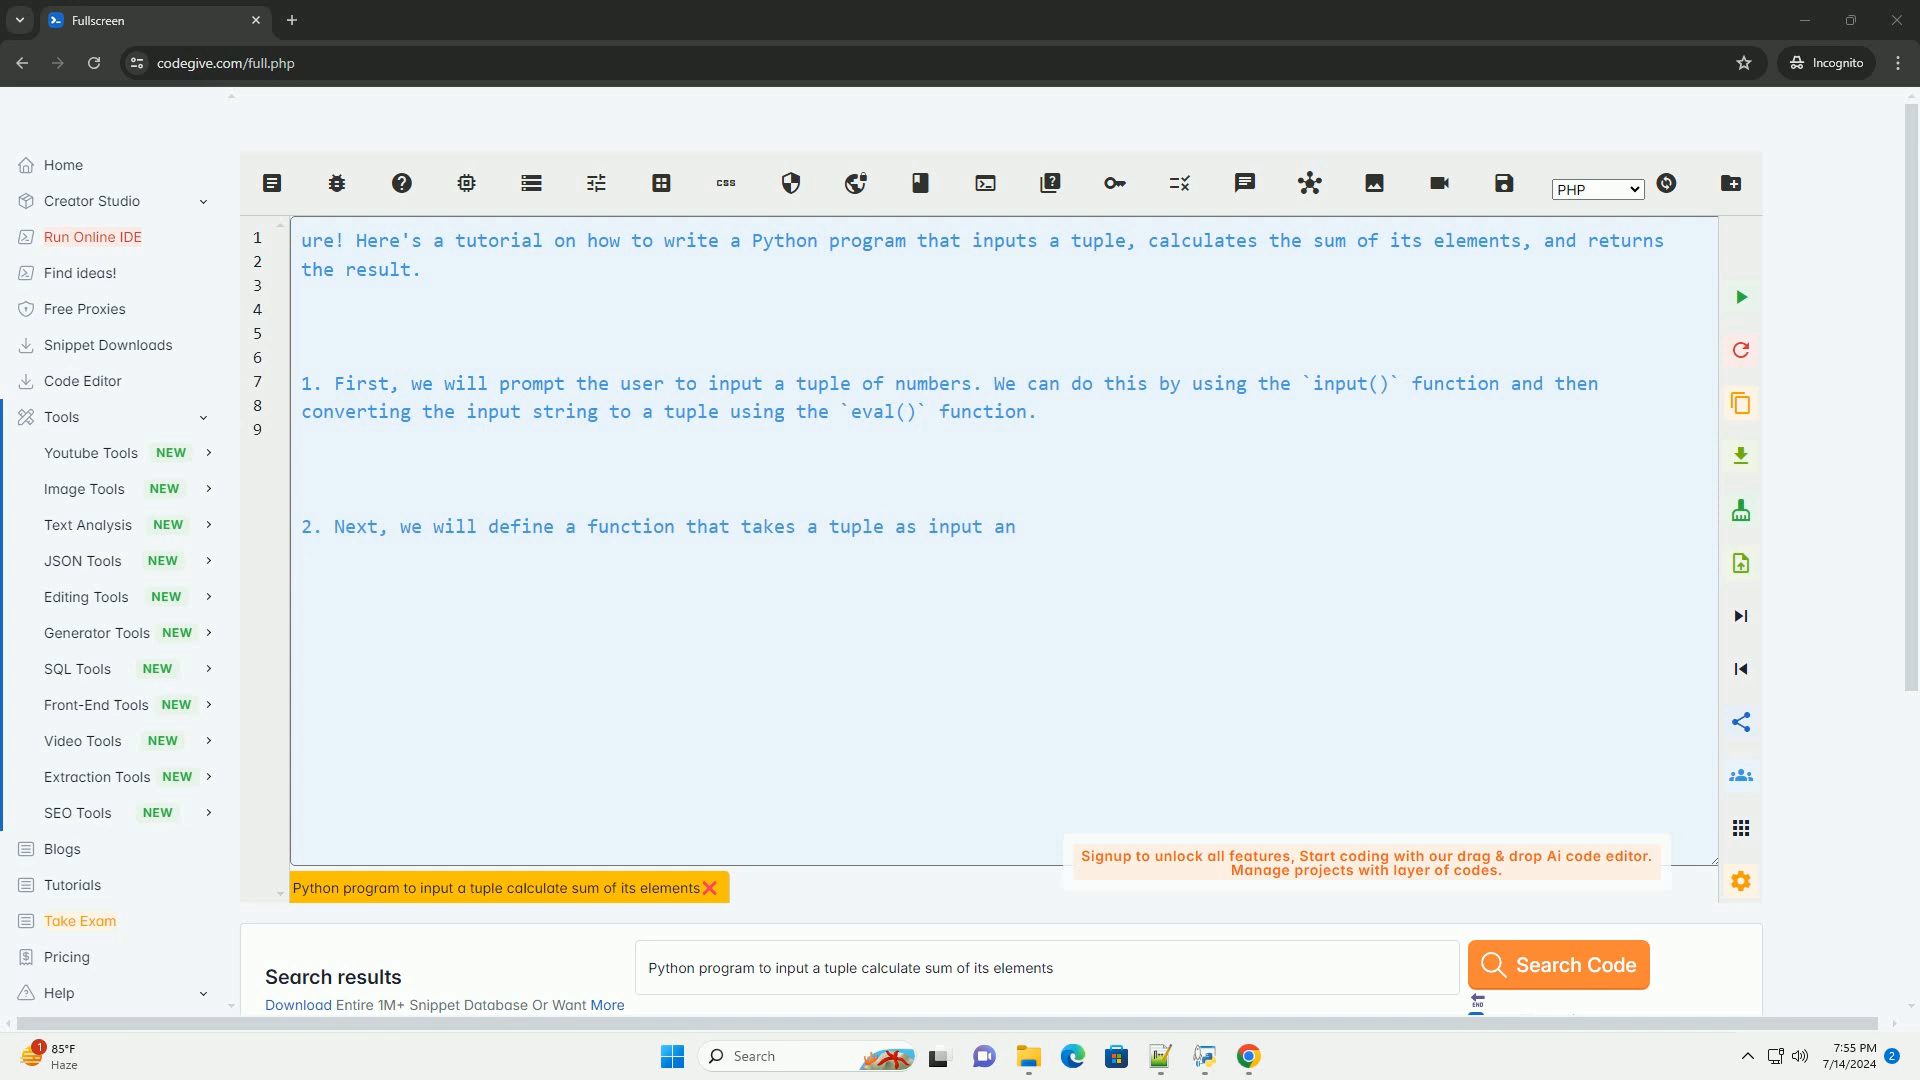 Fullscreen
codegive.com/full.php
Incognito
Home
Creator Studio
Run Online IDE
Find ideas!
Free Proxies
Snippet Downloads
Code Editor
Tools
Youtube Tools NEW
Image Tools NEW
Text Analysis NEW
JSON Tools NEW
Editing Tools NEW
Generator Tools NEW
SQL Tools NEW
Front-End Tools NEW
Video Tools NEW
Extraction Tools NEW
SEO Tools NEW
Blogs
Tutorials
Take Exam
Pricing
Help
css
PHP
1
2
3
4
5
6
7
8
9
ure! Here's a tutorial on how to write a Python program that inputs a tuple, calculates the sum of its elements, and returns
the result.
1. First, we will prompt the user to input a tuple of numbers. We can do this by using the `input()` function and then
converting the input string to a tuple using the `eval()` function.
2. Next, we will define a function that takes a tuple as input an
Signup to unlock all features, Start coding with our drag & drop Ai code editor.
Manage projects with layer of codes.
Python program to input a tuple calculate sum of its elements
Search results
Download Entire 1M+ Snippet Database Or Want More
Python program to input a tuple calculate sum of its elements
Search Code
END
1
85°F
Haze
Search
7:55 PM
7/14/2024
2